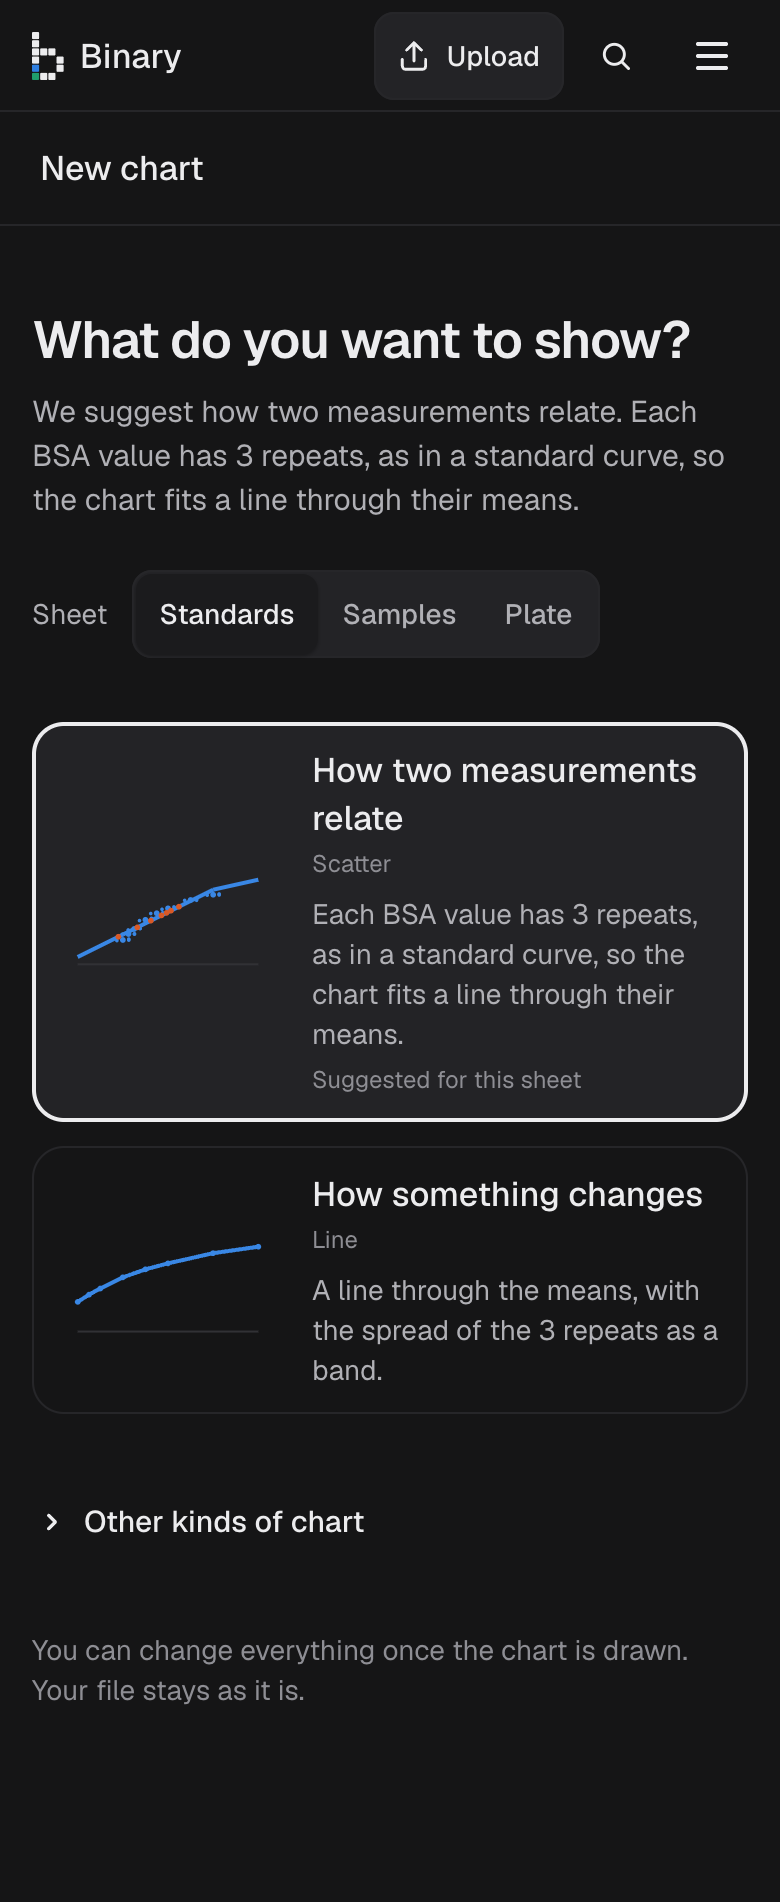 Binary
Upload
New chart
What do you want to show?
We suggest how two measurements relate. Each
BSA value has 3 repeats, as in a standard curve, so
the chart fits a line through their means.
Sheet
Standards
Samples
Plate
How two measurements
relate
Scatter
Each BSA value has 3 repeats,
as in a standard curve, so the
chart fits a line through their
means.
Suggested for this sheet
How something changes
Line
A line through the means, with
the spread of the 3 repeats as a
band.
Other kinds of chart
You can change everything once the chart is drawn.
Your file stays as it is.